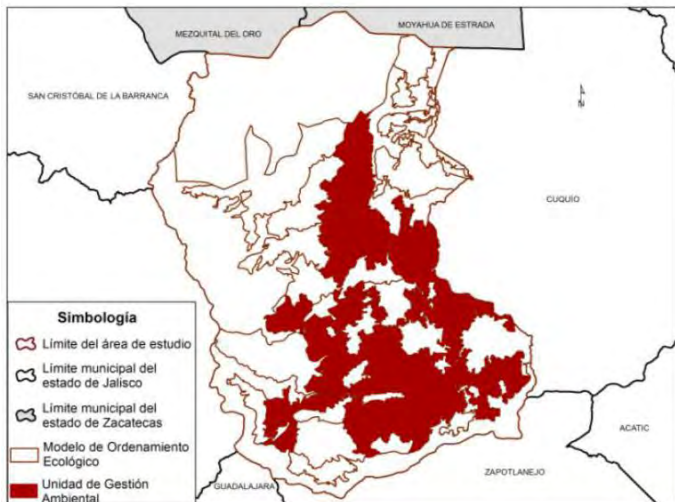 MEZQUITAL DEL ORO
MOYAHUA DE ESTRADA
SAN CRISTÓBAL DE LA BARRANCA
N
CUQUÍO
Simbología
Límite del área de estudio
Límite municipal del
estado de Jalisco
Límite municipal del
estado de Zacatecas
Modelo de Ordenamiento
Ecológico
Unidad de Gestión
Ambiental
GUADALAJARA
ZAPOTLANEJO
ACATIC